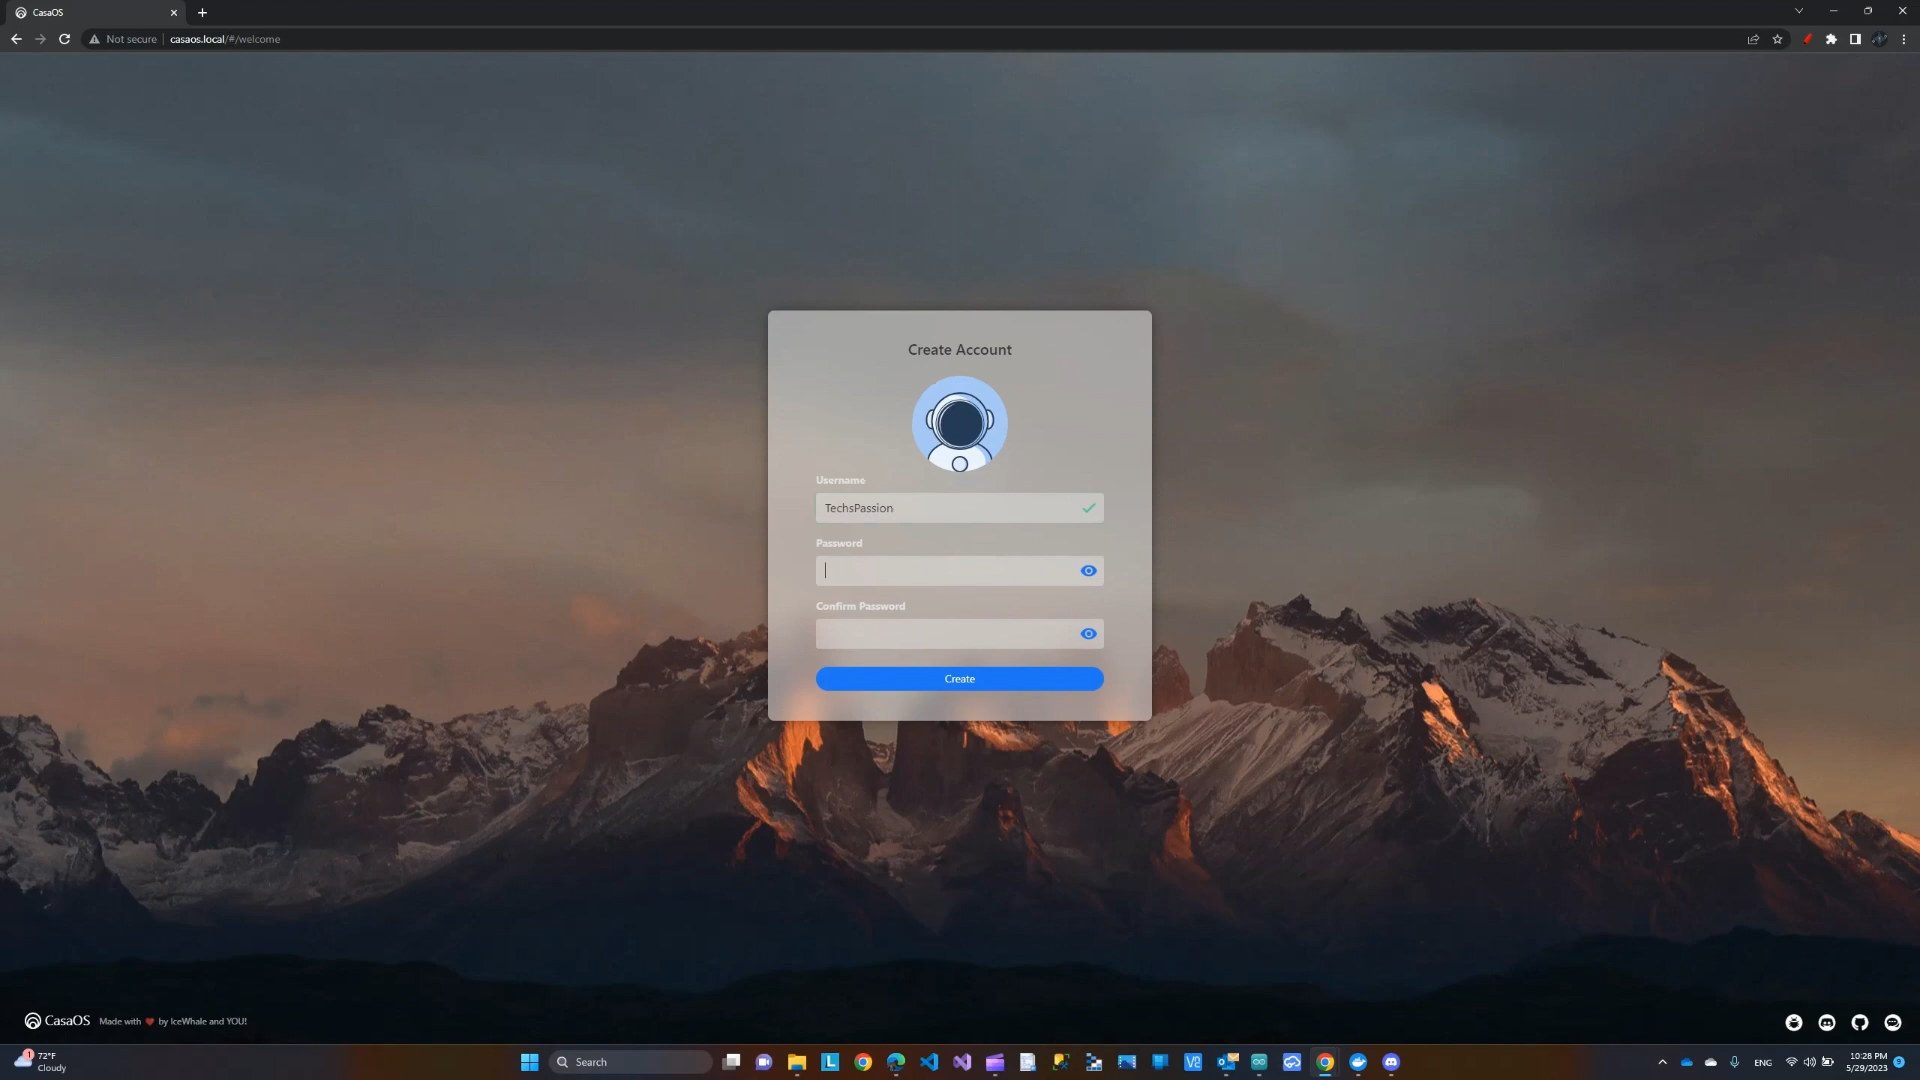 CasaOS
Not secure
casaos.local/#/welcome
Create Account
Username
TechsPassion
Password
Confirm Password
Create
CasaOS Made with ❤ by IceWhale and YOU!
1
72°F
Cloudy
Search
L
ENG
10:28 PM
5/29/2023